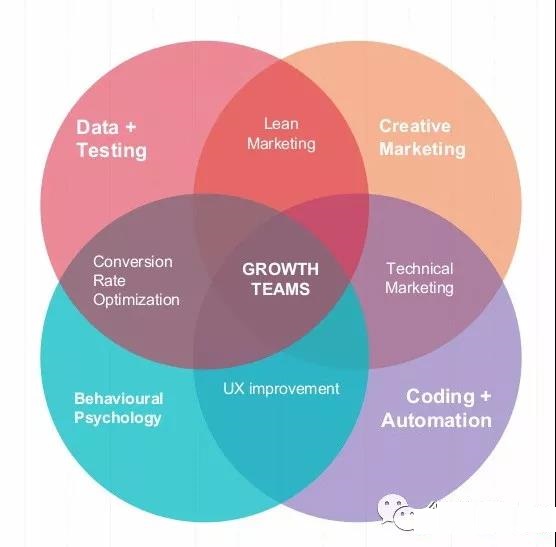 Data +
Testing
Lean
Marketing
Creative
Marketing
Conversion
Rate
Optimization
GROWTH
TEAMS
Technical
Marketing
Behavioural
Psychology
UX improvement
Coding +
Automation